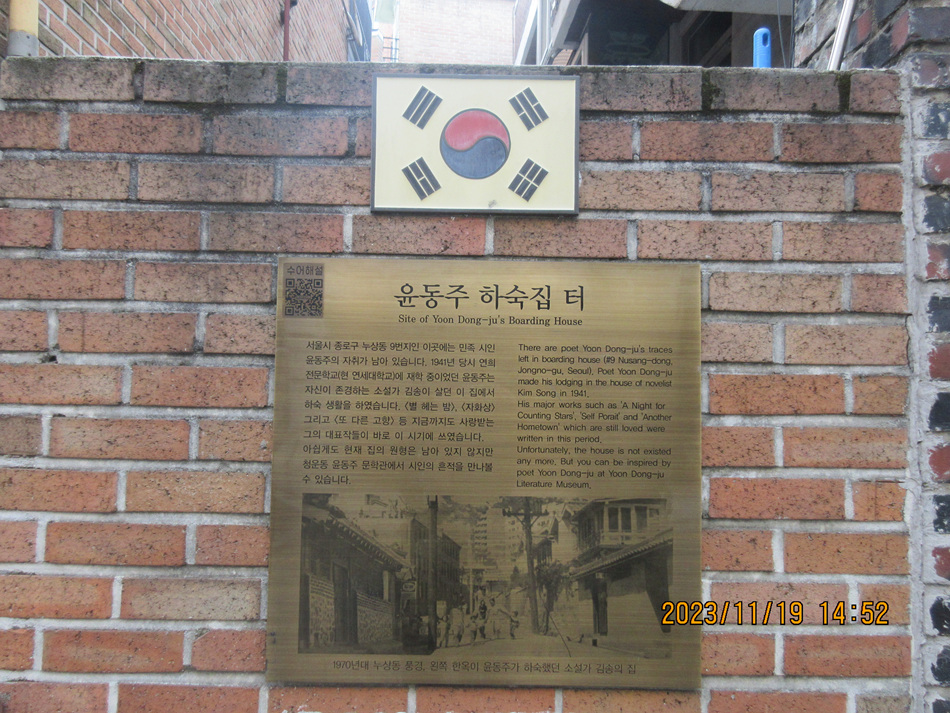 수어해설
윤동주 하숙집 터
Site of Yoon Dong-ju's Boarding House
서울시 종로구 누상동 9번지인 이곳에는 민족 시인
윤동주의 자취가 남아 있습니다. 1941년 당시 연희
전문학교(현 연세대학교)에 재학 중이었던 윤동주는
자신이 존경하는 소설가 김송이 살던 이 집에서
하숙 생활을 하였습니다. <별 헤는 밤>, <자화상>
그리고 <또 다른 고향> 등 지금까지도 사랑받는
그의 대표작들이 바로 이 시기에 쓰였습니다.
아쉽게도 현재 집의 원형은 남아 있지 않지만
청운동 윤동주 문학관에서 시인의 흔적을 만나볼
수 있습니다.
There are poet Yoon Dong-ju's traces
left in boarding house (#9 Nusang-dong,
Jongno-gu, Seoul). Poet Yoon Dong-ju
made his lodging in the house of novelist
Kim Song in 1941.
His major works such as 'A Night for
Counting Stars', 'Self Porait' and 'Another
Hometown' which are still loved were
written in this period.
Unfortunately, the house is not existed
any more. But you can be inspired by
poet Yoon Dong-ju at Yoon Dong-ju
Literature Museum.
1970년대 누상동 풍경, 왼쪽 한옥이 윤동주가 하숙했던 소설가 김송의 집
2023/11/19 14:52